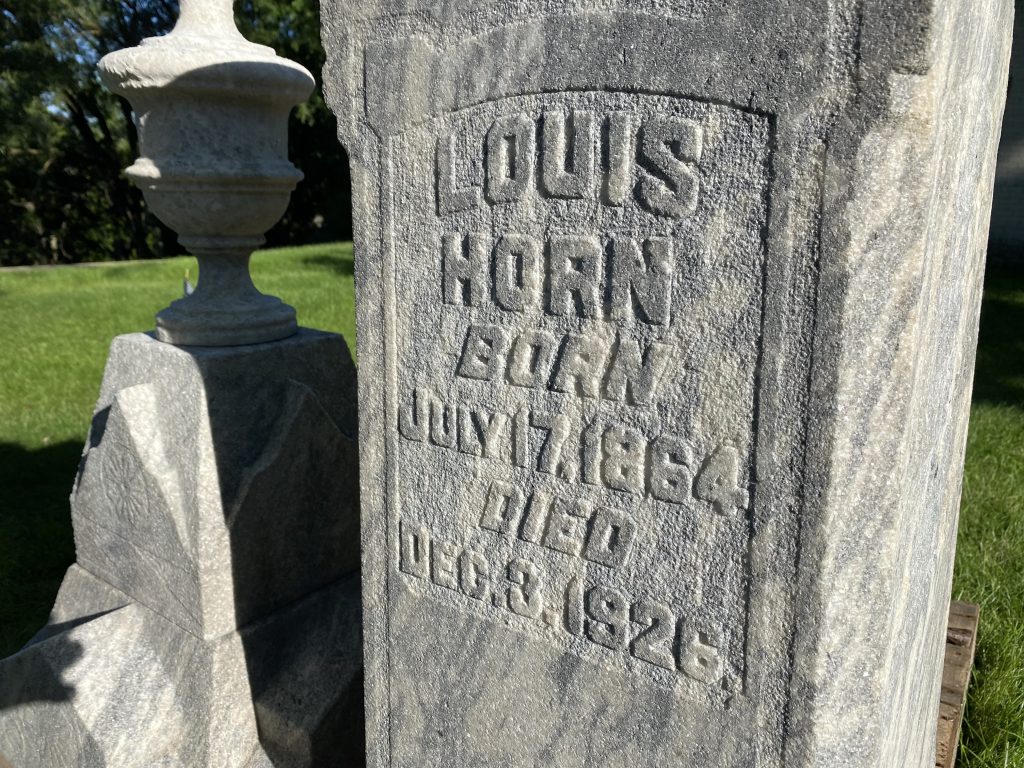 LOUIS
HORN
BORN
JULY 17, 1864
DIED
DEC. 3. 1926.